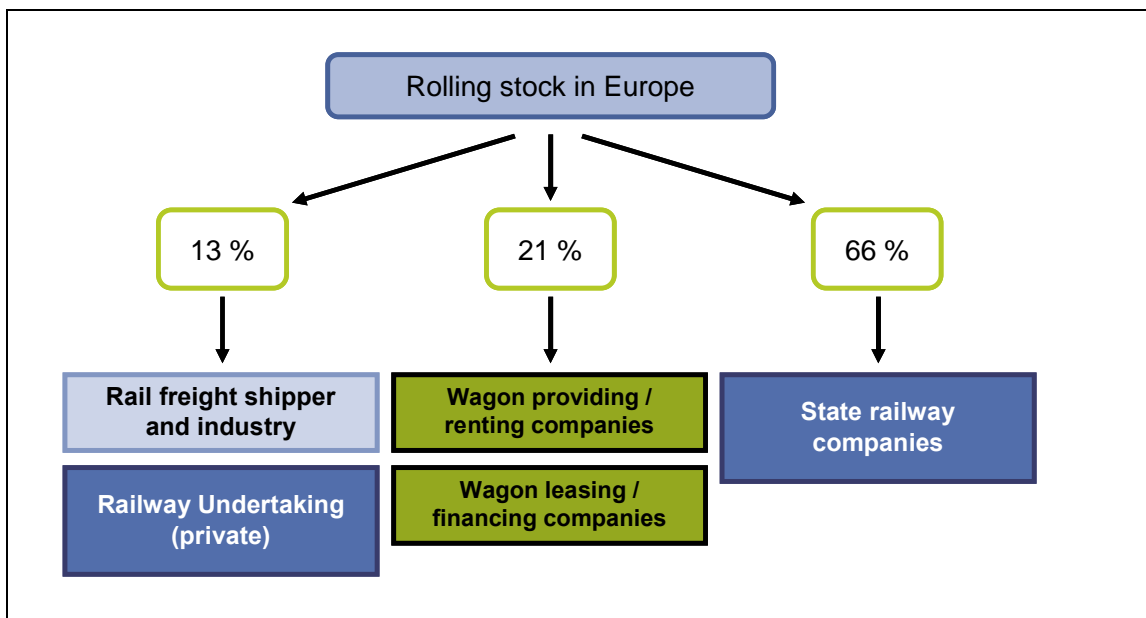 Rolling stock in Europe
13 %
21 %
66 %
Rail freight shipper
and industry
Railway Undertaking
(private)
Wagon providing /
renting companies
Wagon leasing /
financing companies
State railway
companies